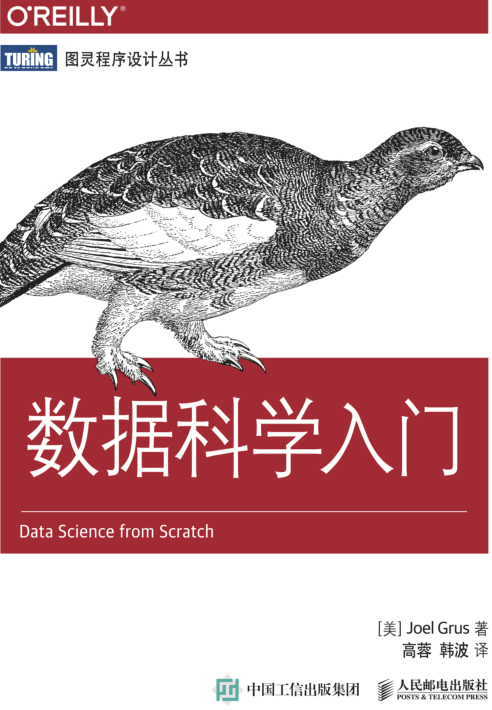 O'REILLY®
TURING 图灵程序设计丛书
数据科学入门
Data Science from Scratch
[美] Joel Grus 著
高蓉 韩波 译
中国工信出版集团 人民邮电出版社
POSTS & TELECOM PRESS